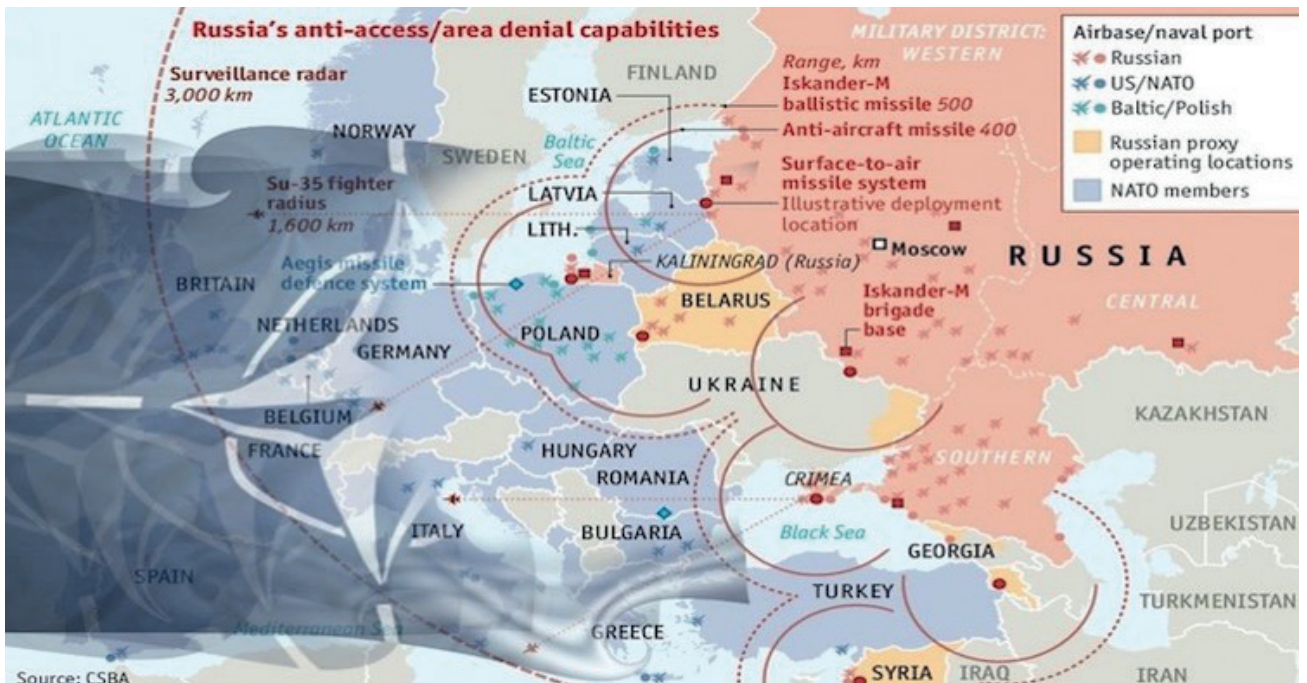 Russia's anti-access/area denial capabilities
Surveillance radar
3,000 km
ATLANTIC
OCEAN
NORWAY
SWEDEN
FINLAND
ESTONIA
Baltic
Sea
LATVIA
LITH.
MILITARY DISTRICT:
WESTERN
Range, km
Iskander-M
ballistic missile 500
Anti-aircraft missile 400
Surface-to-air
missile system
Illustrative deployment
location
Airbase/naval port
Russian
US/NATO
Baltic/Polish
Russian proxy
operating locations
NATO members
Su-35 fighter
radius
1,600 km
Aegis missile
defence system
KALININGRAD (Russia)
Moscow
RUSSIA
CENTRAL
BRITAIN
NETHERLANDS
GERMANY
POLAND
BELARUS
Iskander-M
brigade
base
BELGIUM
UKRAINE
KAZAKHSTAN
FRANCE
HUNGARY
ROMANIA
CRIMEA
SOUTHERN
ITALY
BULGARIA
Black Sea
GEORGIA
UZBEKISTAN
SPAIN
TURKEY
TURKMENISTAN
Mediterranean Sea
GREECE
SYRIA
IRAQ
IRAN
Source: CSBA